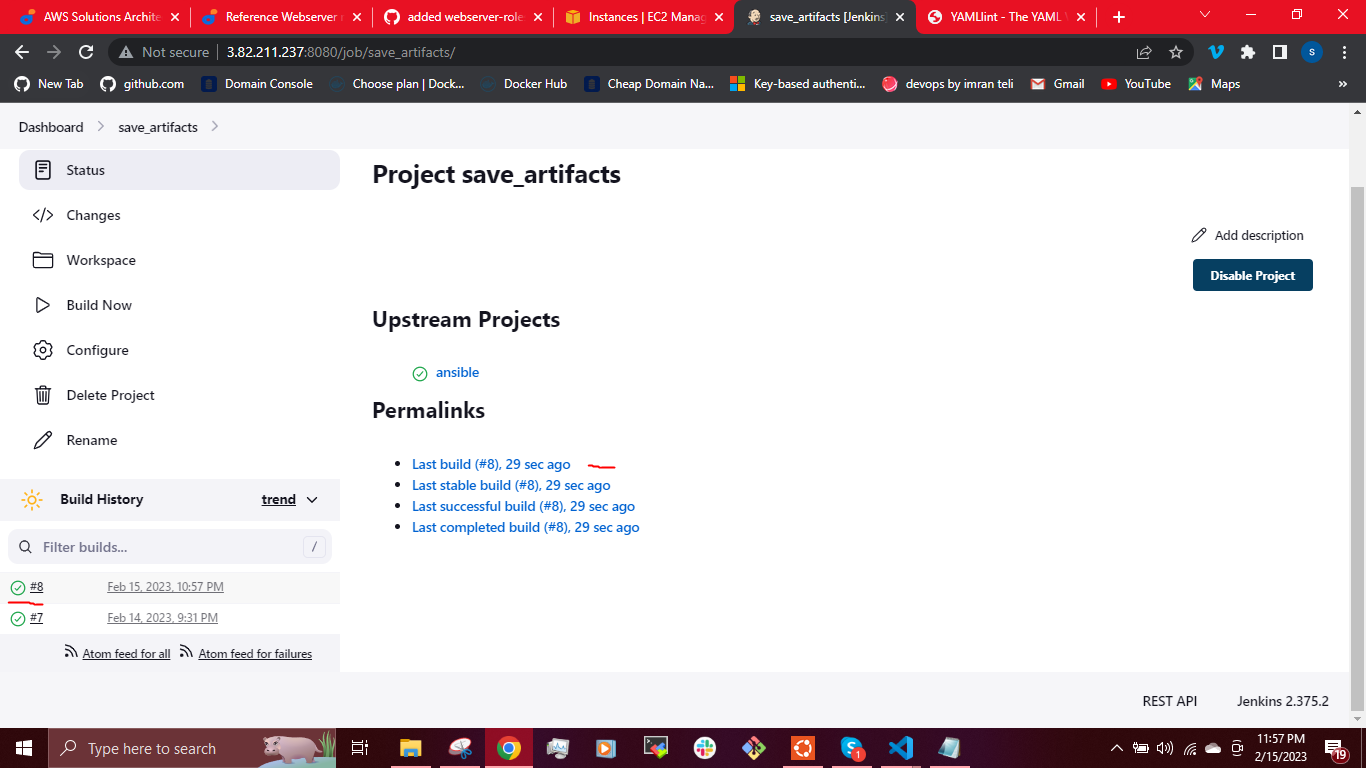 AWS Solutions Archite
Reference Webserver r
added webserver-role
Instances | EC2 Manag
save_artifacts [Jenkins]
YAMLlint - The YAML V
Not secure
3.82.211.237:8080/job/save_artifacts/
S
New Tab
github.com
Domain Console
Choose plan | Dock...
Docker Hub
Cheap Domain Na...
Key-based authenti...
devops by imran teli
Gmail
YouTube
Maps
»
Dashboard
save_artifacts
Status
Changes
Workspace
Build Now
Configure
Delete Project
Rename
Build History
trend
Filter builds...
/
#8
Feb 15, 2023, 10:57 PM
#7
Feb 14, 2023, 9:31 PM
Atom feed for all
Atom feed for failures
Project save_artifacts
Add description
Disable Project
Upstream Projects
ansible
Permalinks
Last build (#8), 29 sec ago
Last stable build (#8), 29 sec ago
Last successful build (#8), 29 sec ago
Last completed build (#8), 29 sec ago
REST API
Jenkins 2.375.2
Type here to search
1
11:57 PM
2/15/2023
19